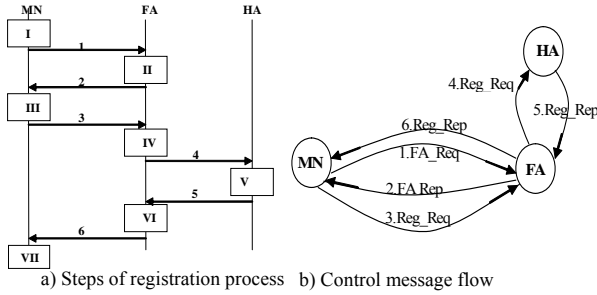 MN FA HA
I
1
II
2
III
3
IV
4
V
5
VI
6
VII
a) Steps of registration process
HA
4.Reg_Req
5.Reg_Rep
6.Reg_Rep
MN
1.FA_Req
FA
2.FA Rep
3.Reg_Req
b) Control message flow